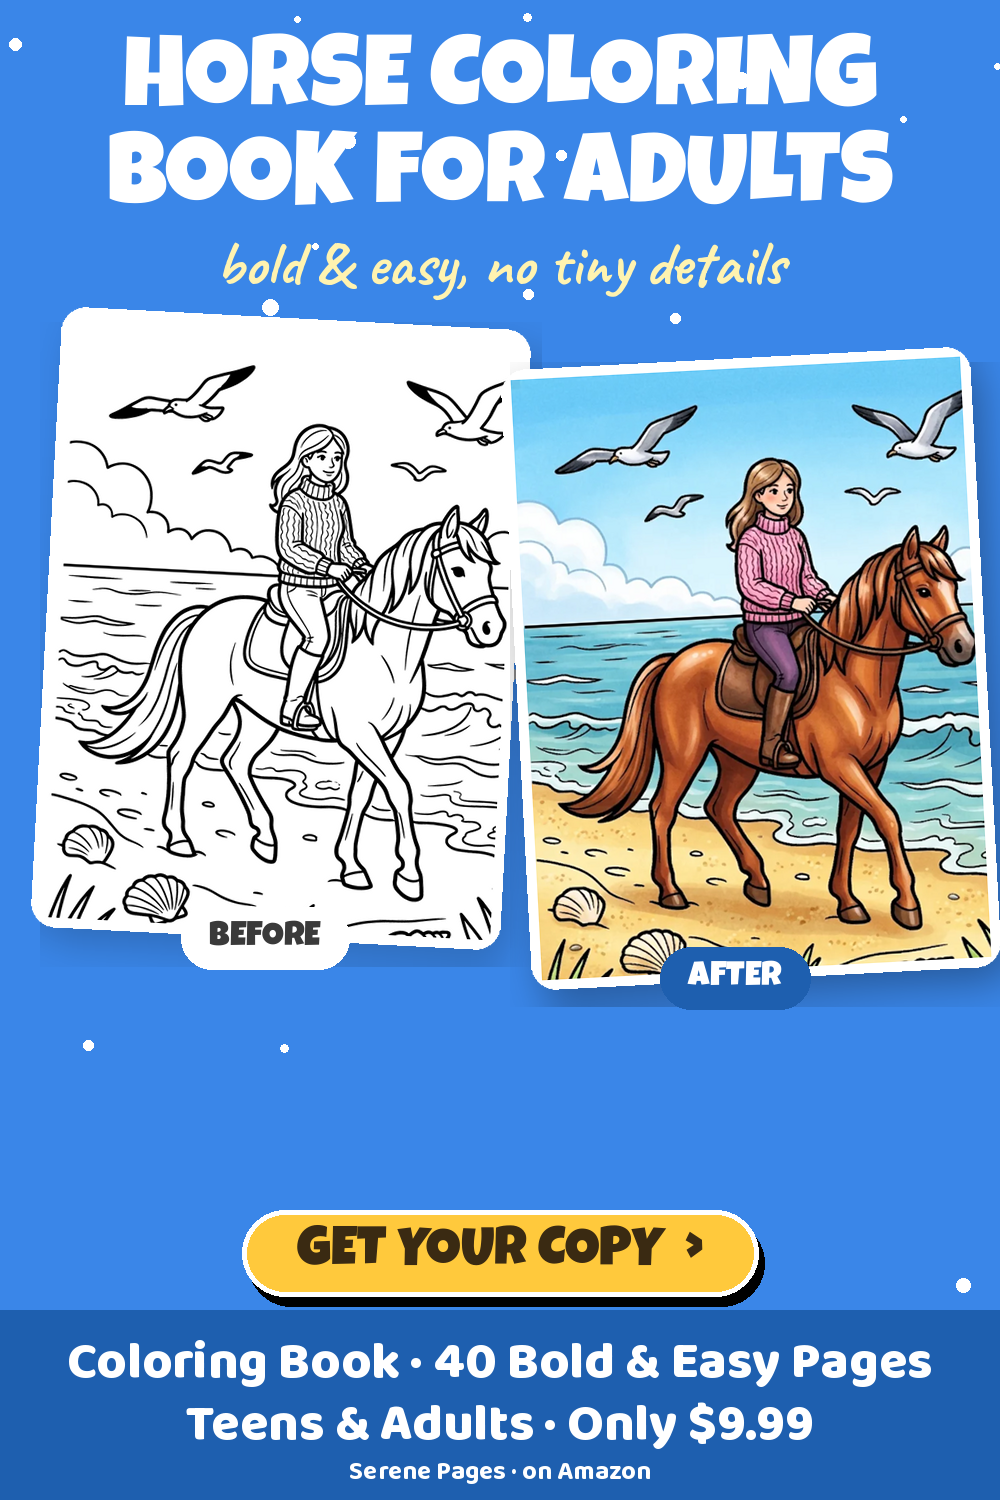 HORSE COLORING
BOOK FOR ADULTS
bold & easy, no tiny details
BEFORE
AFTER
GET YOUR COPY >
Coloring Book · 40 Bold & Easy Pages
Teens & Adults · Only $9.99
Serene Pages · on Amazon